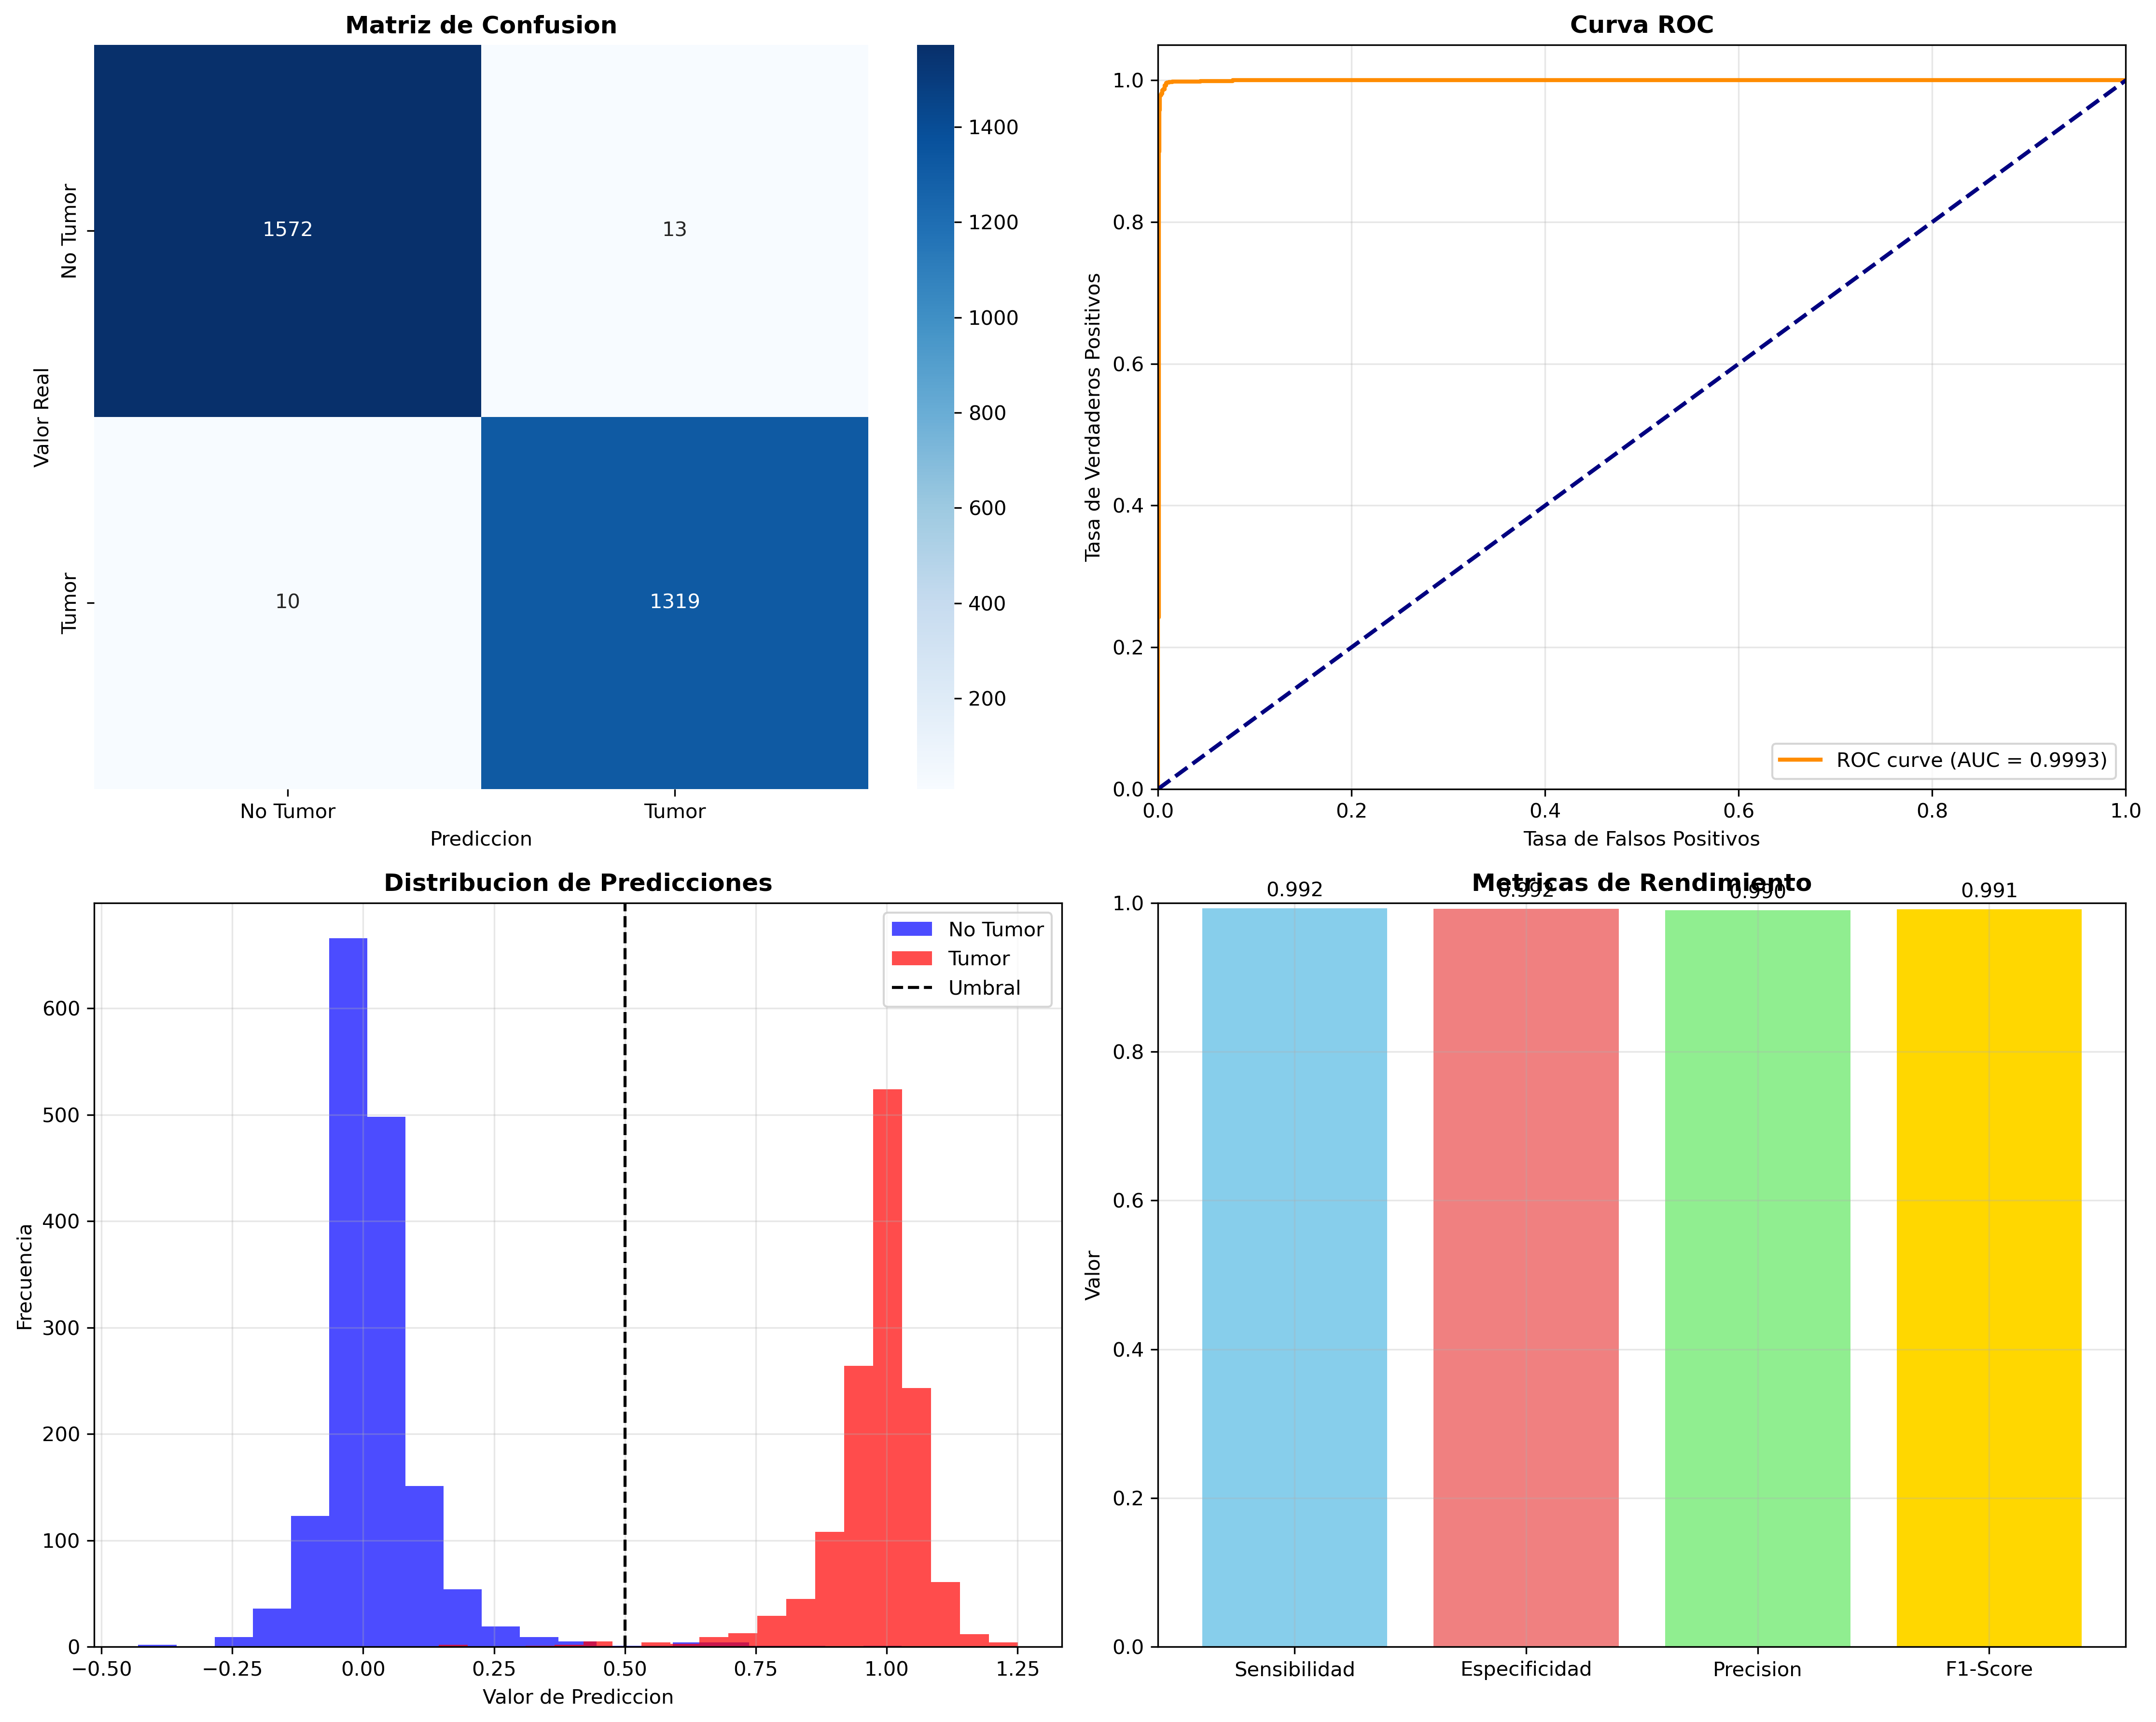 Matriz de Confusion
No Tumor
Tumor
Valor Real
1572
13
10
1319
No Tumor
Tumor
Prediccion
1400
1200
1000
800
600
400
200
Curva ROC
Tasa de Verdaderos Positivos
1.0
0.8
0.6
0.4
0.2
0.0
0.0
0.2
0.4
0.6
0.8
1.0
Tasa de Falsos Positivos
ROC curve (AUC = 0.9993)
Distribucion de Predicciones
Frecuencia
600
500
400
300
200
100
0
−0.50
−0.25
0.00
0.25
0.50
0.75
1.00
1.25
Valor de Prediccion
No Tumor
Tumor
Umbral
Metricas de Rendimiento
0.992
0.992
0.990
0.991
Valor
1.0
0.8
0.6
0.4
0.2
0.0
Sensibilidad
Especificidad
Precision
F1-Score